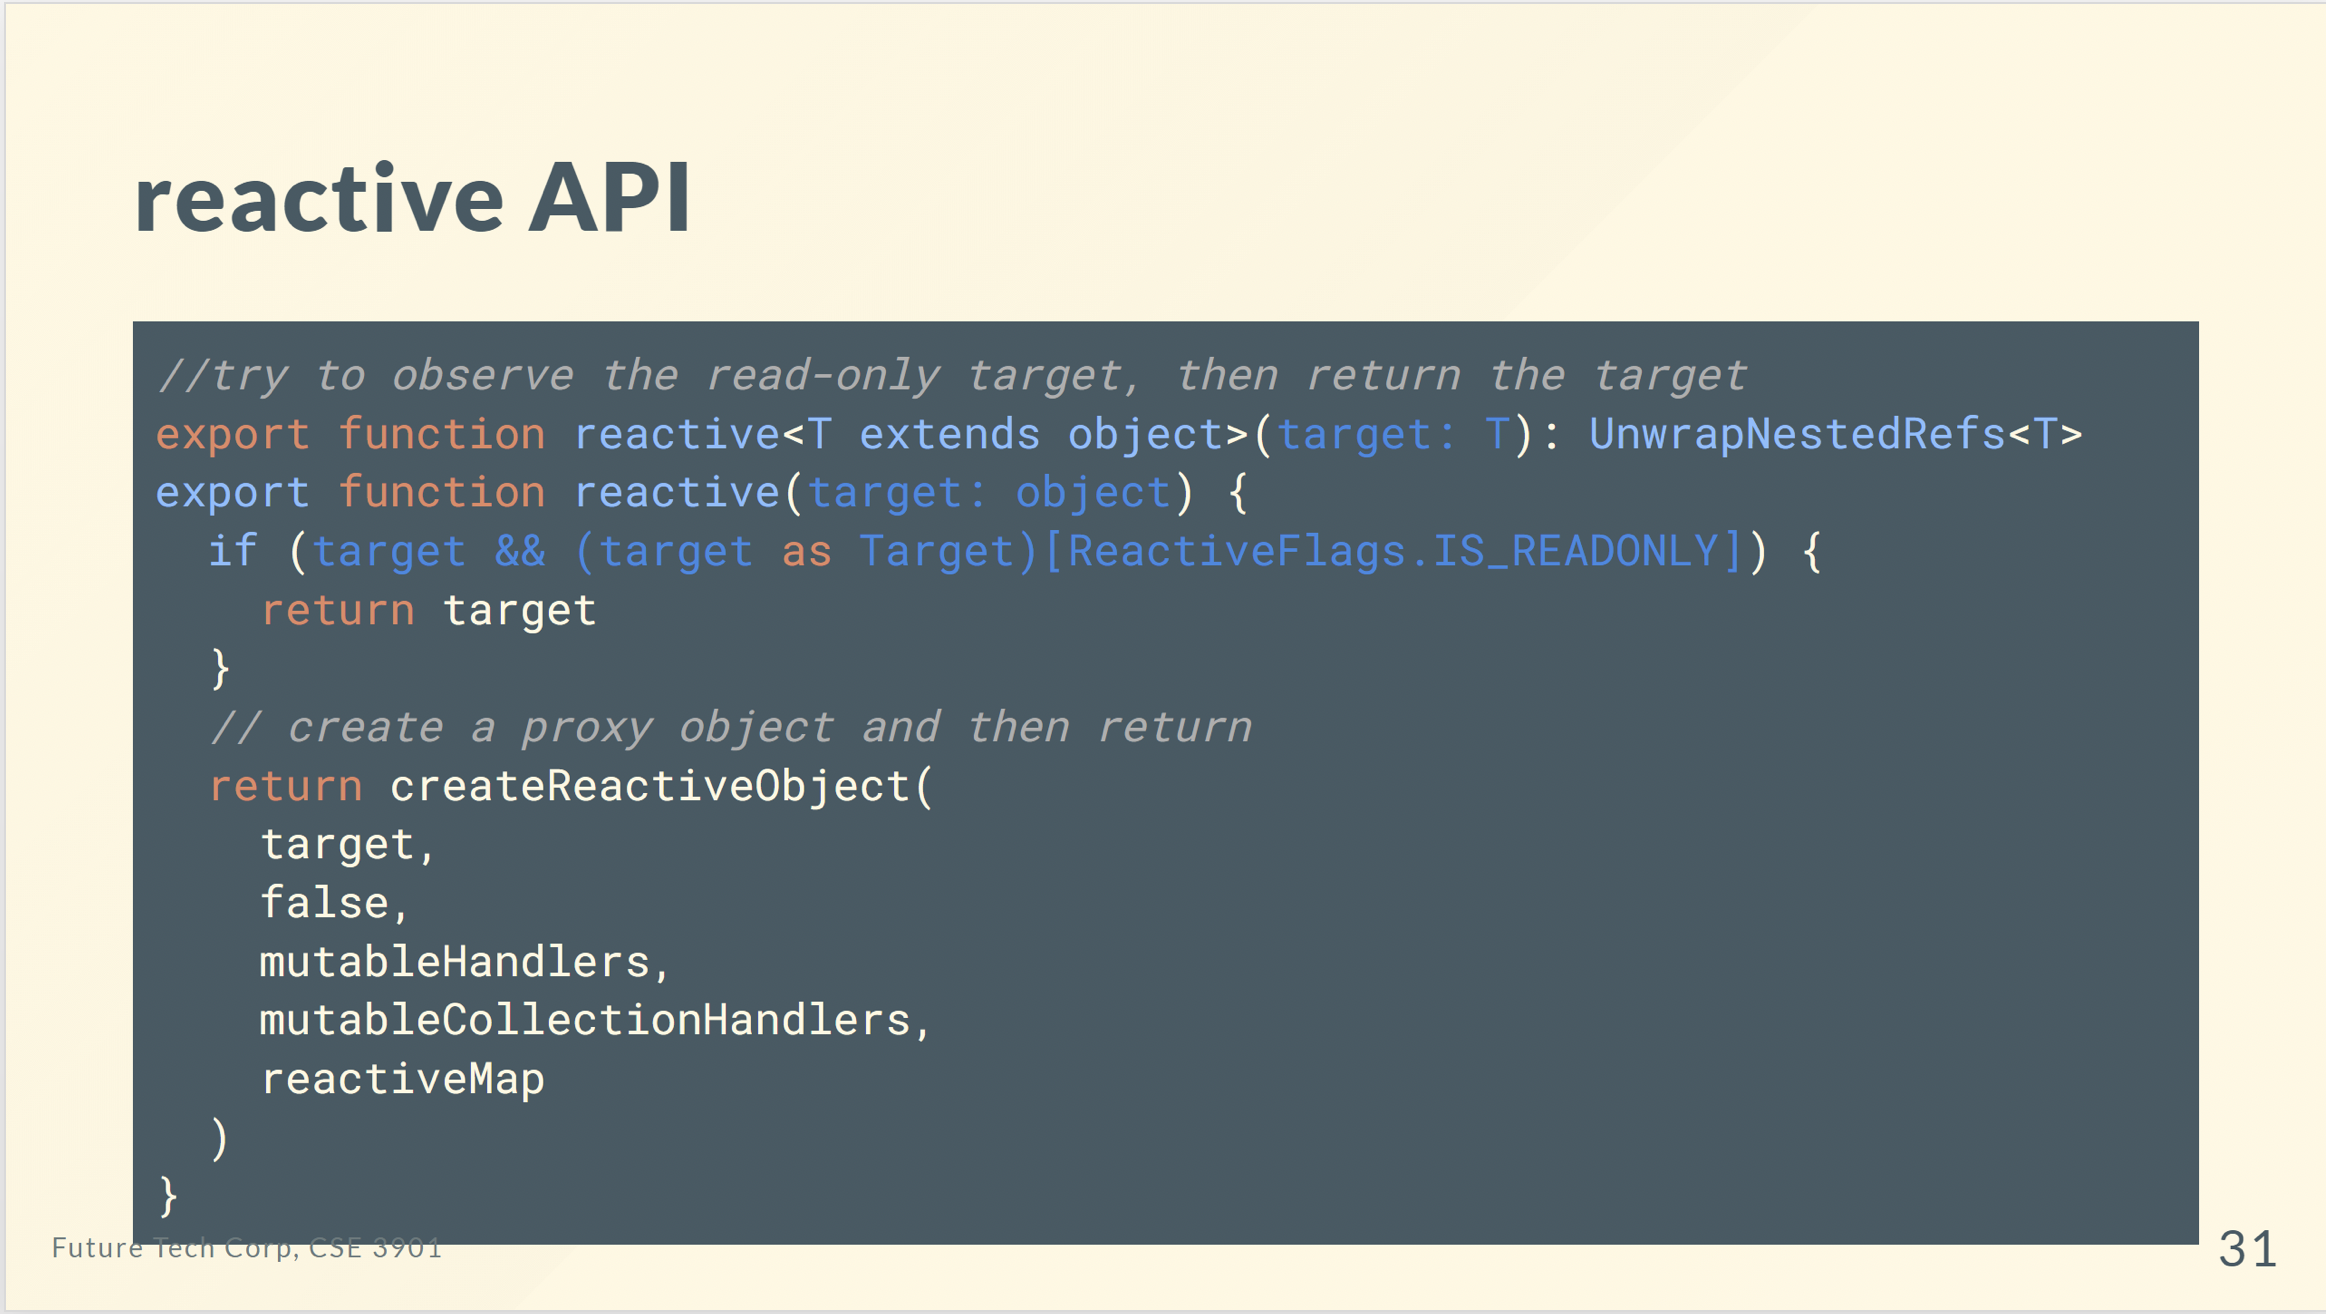 reactive API
//try to observe the read-only target, then return the target
export function reactive<T extends object>(target: T): UnwrapNestedRefs<T>
export function reactive(target: object) {
  if (target && (target as Target)[ReactiveFlags.IS_READONLY]) {
    return target
  }
  // create a proxy object and then return
  return createReactiveObject(
    target,
    false,
    mutableHandlers,
    mutableCollectionHandlers,
    reactiveMap
  )
}
Future Tech Corp, CSE 3901
31